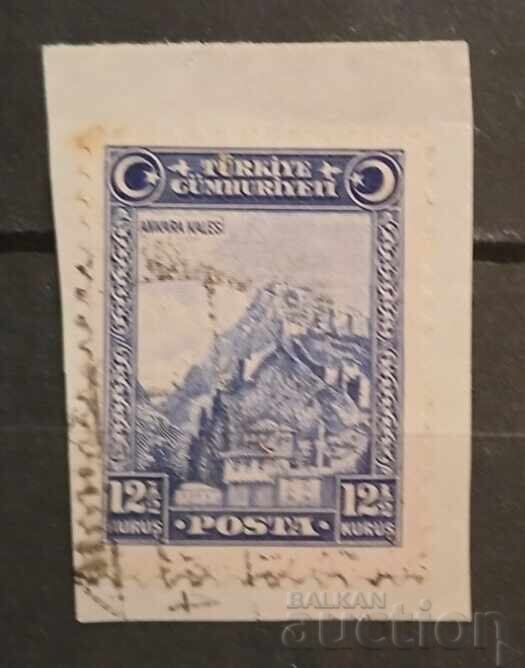 TÜRKİYE
CÜMHURİYETİ
ANKARA KALESİ
12½ 12½
KURUŞ POSTA KURUŞ
BALKAN
auction